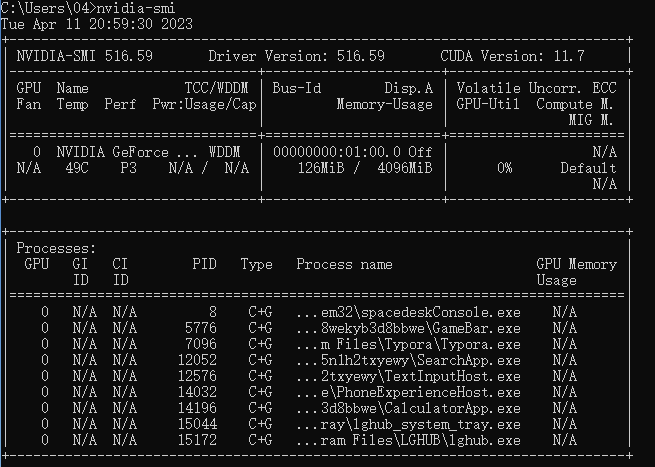 C:\Users\04>nvidia-smi
Tue Apr 11 20:59:30 2023
+-----------------------------------------------------------------------------+
| NVIDIA-SMI 516.59       Driver Version: 516.59       CUDA Version: 11.7     |
|-------------------------------+----------------------+----------------------+
| GPU  Name            TCC/WDDM | Bus-Id        Disp.A | Volatile Uncorr. ECC |
| Fan  Temp  Perf  Pwr:Usage/Cap|         Memory-Usage | GPU-Util  Compute M. |
|                               |                      |               MIG M. |
|===============================+======================+======================|
|   0  NVIDIA GeForce ... WDDM  | 00000000:01:00.0 Off |                  N/A |
| N/A   49C    P3    N/A /  N/A |    126MiB /  4096MiB |      0%      Default |
|                               |                      |                  N/A |
+-------------------------------+----------------------+----------------------+
+-----------------------------------------------------------------------------+
| Processes:                                                                  |
|  GPU   GI   CI        PID   Type   Process name                  GPU Memory |
|        ID   ID                                                   Usage      |
|=============================================================================|
|    0   N/A  N/A         8    C+G   ...em32\spacedeskConsole.exe    N/A      |
|    0   N/A  N/A      5776    C+G   ...8wekyb3d8bbwe\GameBar.exe    N/A      |
|    0   N/A  N/A      7096    C+G   ...m Files\Typora\Typora.exe    N/A      |
|    0   N/A  N/A     12052    C+G   ...5n1h2txyewy\SearchApp.exe    N/A      |
|    0   N/A  N/A     12576    C+G   ...2txyewy\TextInputHost.exe    N/A      |
|    0   N/A  N/A     14032    C+G   ...e\PhoneExperienceHost.exe    N/A      |
|    0   N/A  N/A     14196    C+G   ...3d8bbwe\CalculatorApp.exe    N/A      |
|    0   N/A  N/A     15044    C+G   ...ray\lghub_system_tray.exe    N/A      |
|    0   N/A  N/A     15172    C+G   ...ram Files\LGHUB\lghub.exe    N/A      |
+-----------------------------------------------------------------------------+